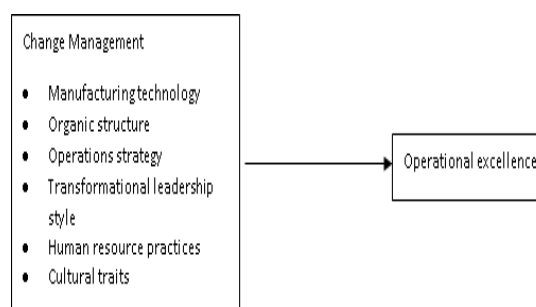 Change Management
• Manufacturing technology
• Organic structure
• Operations strategy
• Transformational leadership
style
• Human resource practices
• Cultural traits
Operational excellence